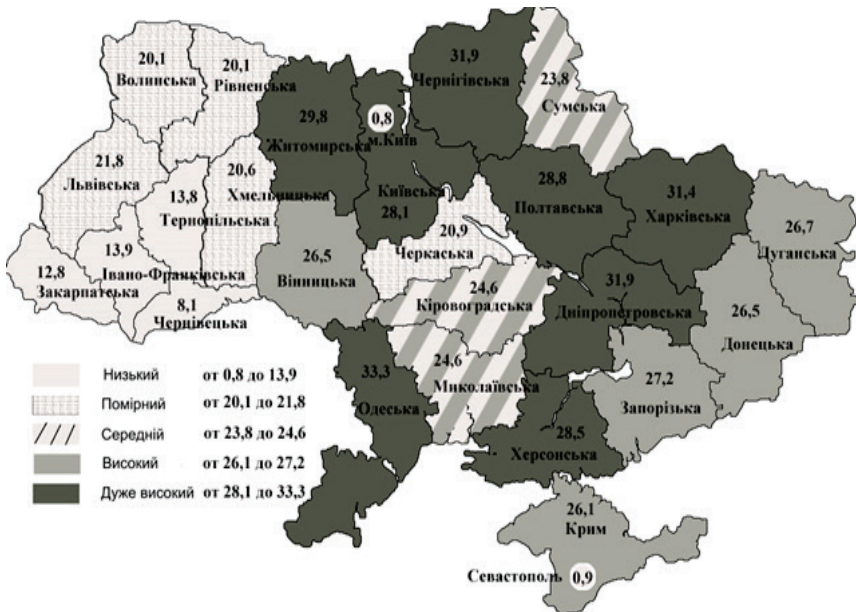 20,1
Волинська
20,1
Рівненська
31,9
Чернігівська
23,8
Сумська
29,8
Житомирська
0,8
м.Київ
21,8
Львівська
20,6
Хмельницька
13,8
Тернопільська
Київська
28,1
28,8
Полтавська
31,4
Харківська
26,7
Луганська
20,9
Черкаська
13,9
Івано-Франківська
12,8
Закарпатська
8,1
Чернівецька
26,5
Вінницька
24,6
Кіровоградська
31,9
Дніпропетровська
26,5
Донецька
24,6
Миколаївська
33,3
Одеська
27,2
Запорізька
28,5
Херсонська
26,1
Крим
Севастополь 0,9
Низький от 0,8 до 13,9
Помірний от 20,1 до 21,8
Середній от 23,8 до 24,6
Високий от 26,1 до 27,2
Дуже високий от 28,1 до 33,3